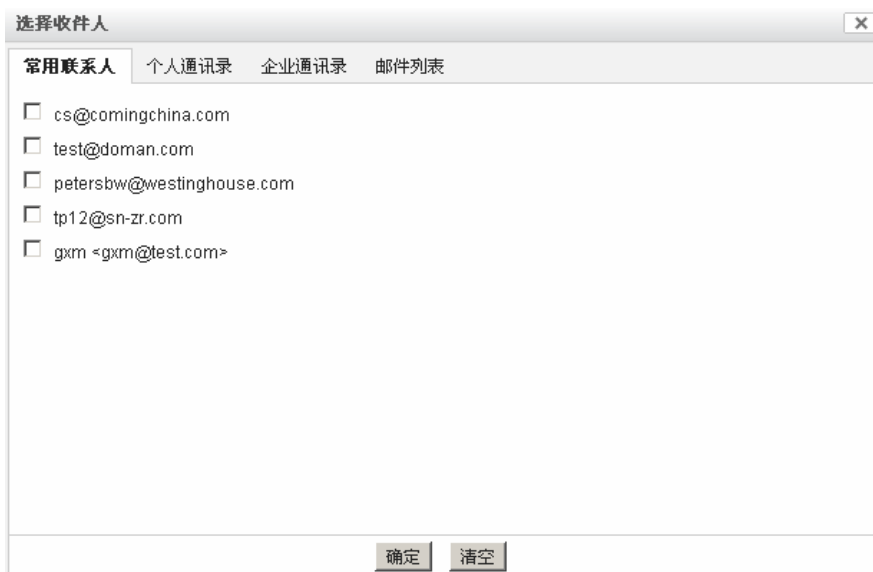 选择收件人
常用联系人 个人通讯录 企业通讯录 邮件列表
cs@comingchina.com
test@doman.com
petersbw@westinghouse.com
tp12@sn-zr.com
gxm <gxm@test.com>
确定 清空